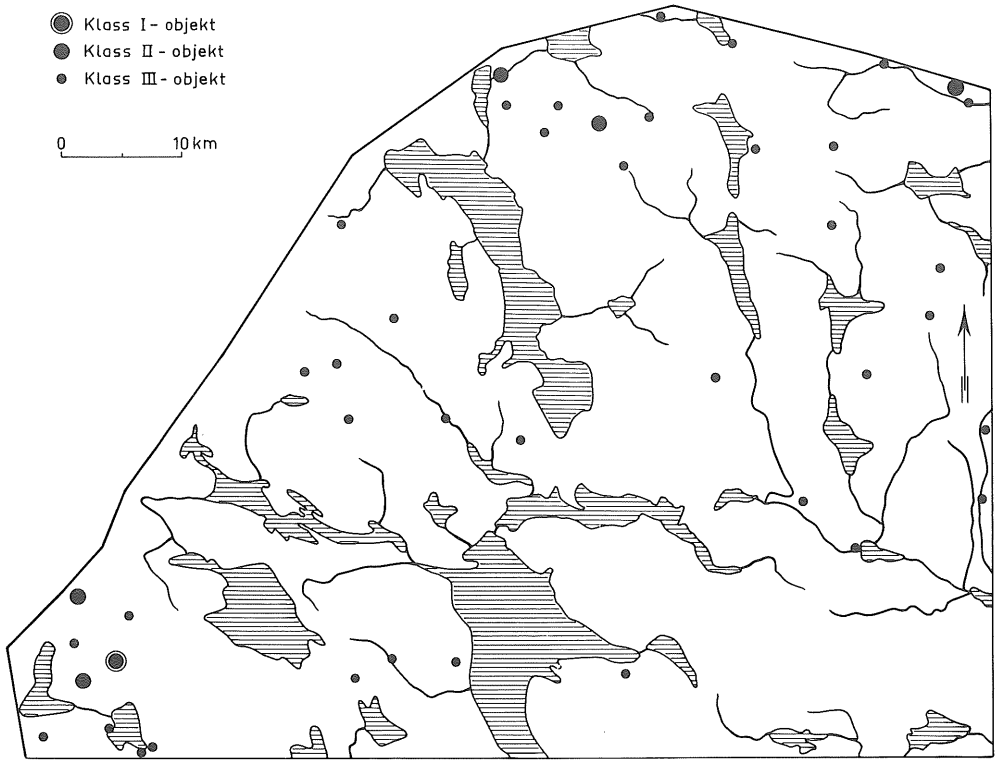 Klass I - objekt
Klass II - objekt
Klass III - objekt
0 10 km